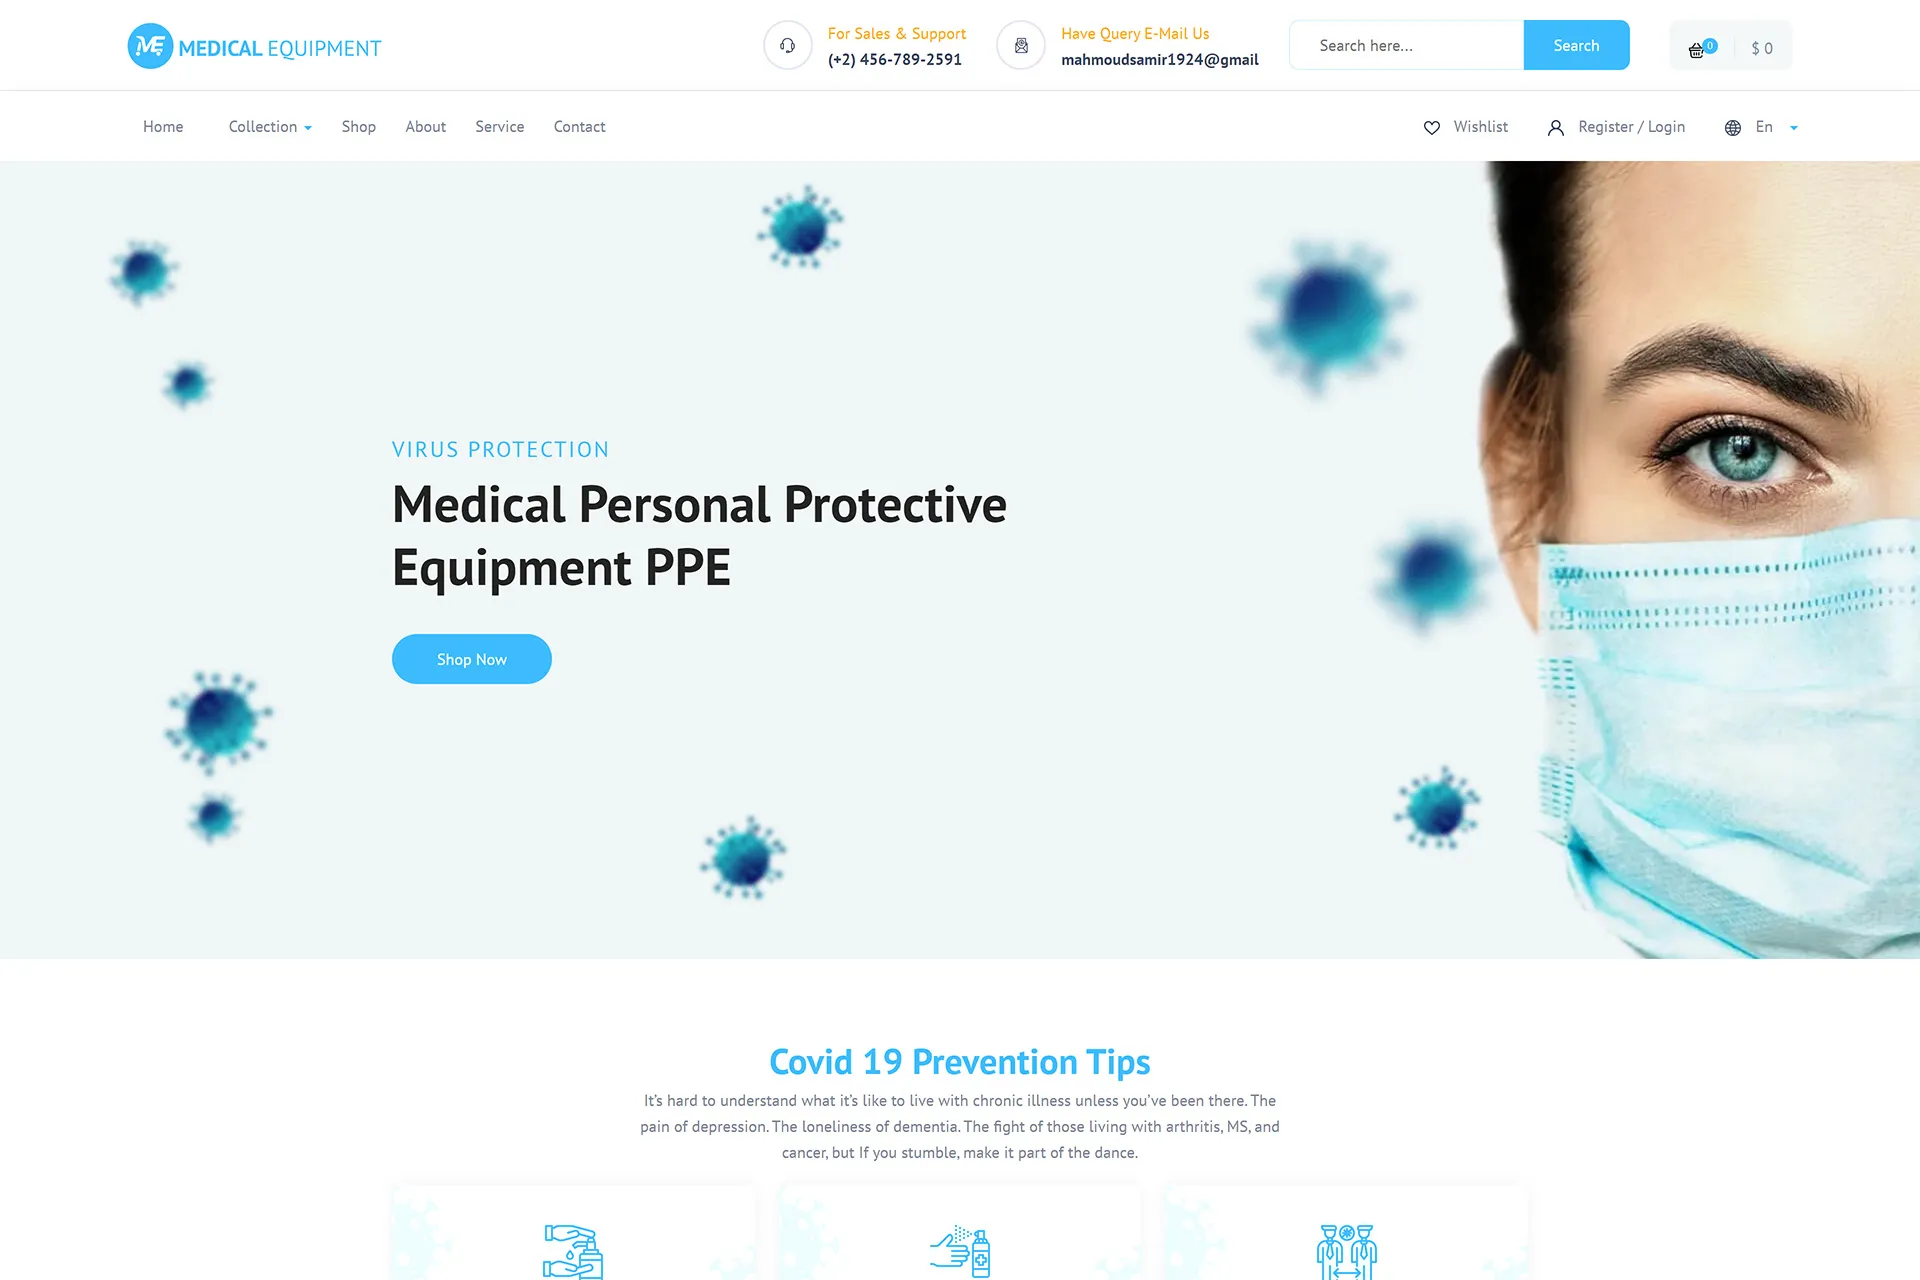 ME MEDICAL EQUIPMENT
For Sales & Support
(+2) 456-789-2591
Have Query E-Mail Us
mahmoudsamir1924@gmail
Search here...
Search
0
$ 0
Home
Collection
Shop
About
Service
Contact
Wishlist
Register / Login
En
VIRUS PROTECTION
Medical Personal Protective
Equipment PPE
Shop Now
Covid 19 Prevention Tips
It's hard to understand what it's like to live with chronic illness unless you've been there. The
pain of depression. The loneliness of dementia. The fight of those living with arthritis, MS, and
cancer, but If you stumble, make it part of the dance.